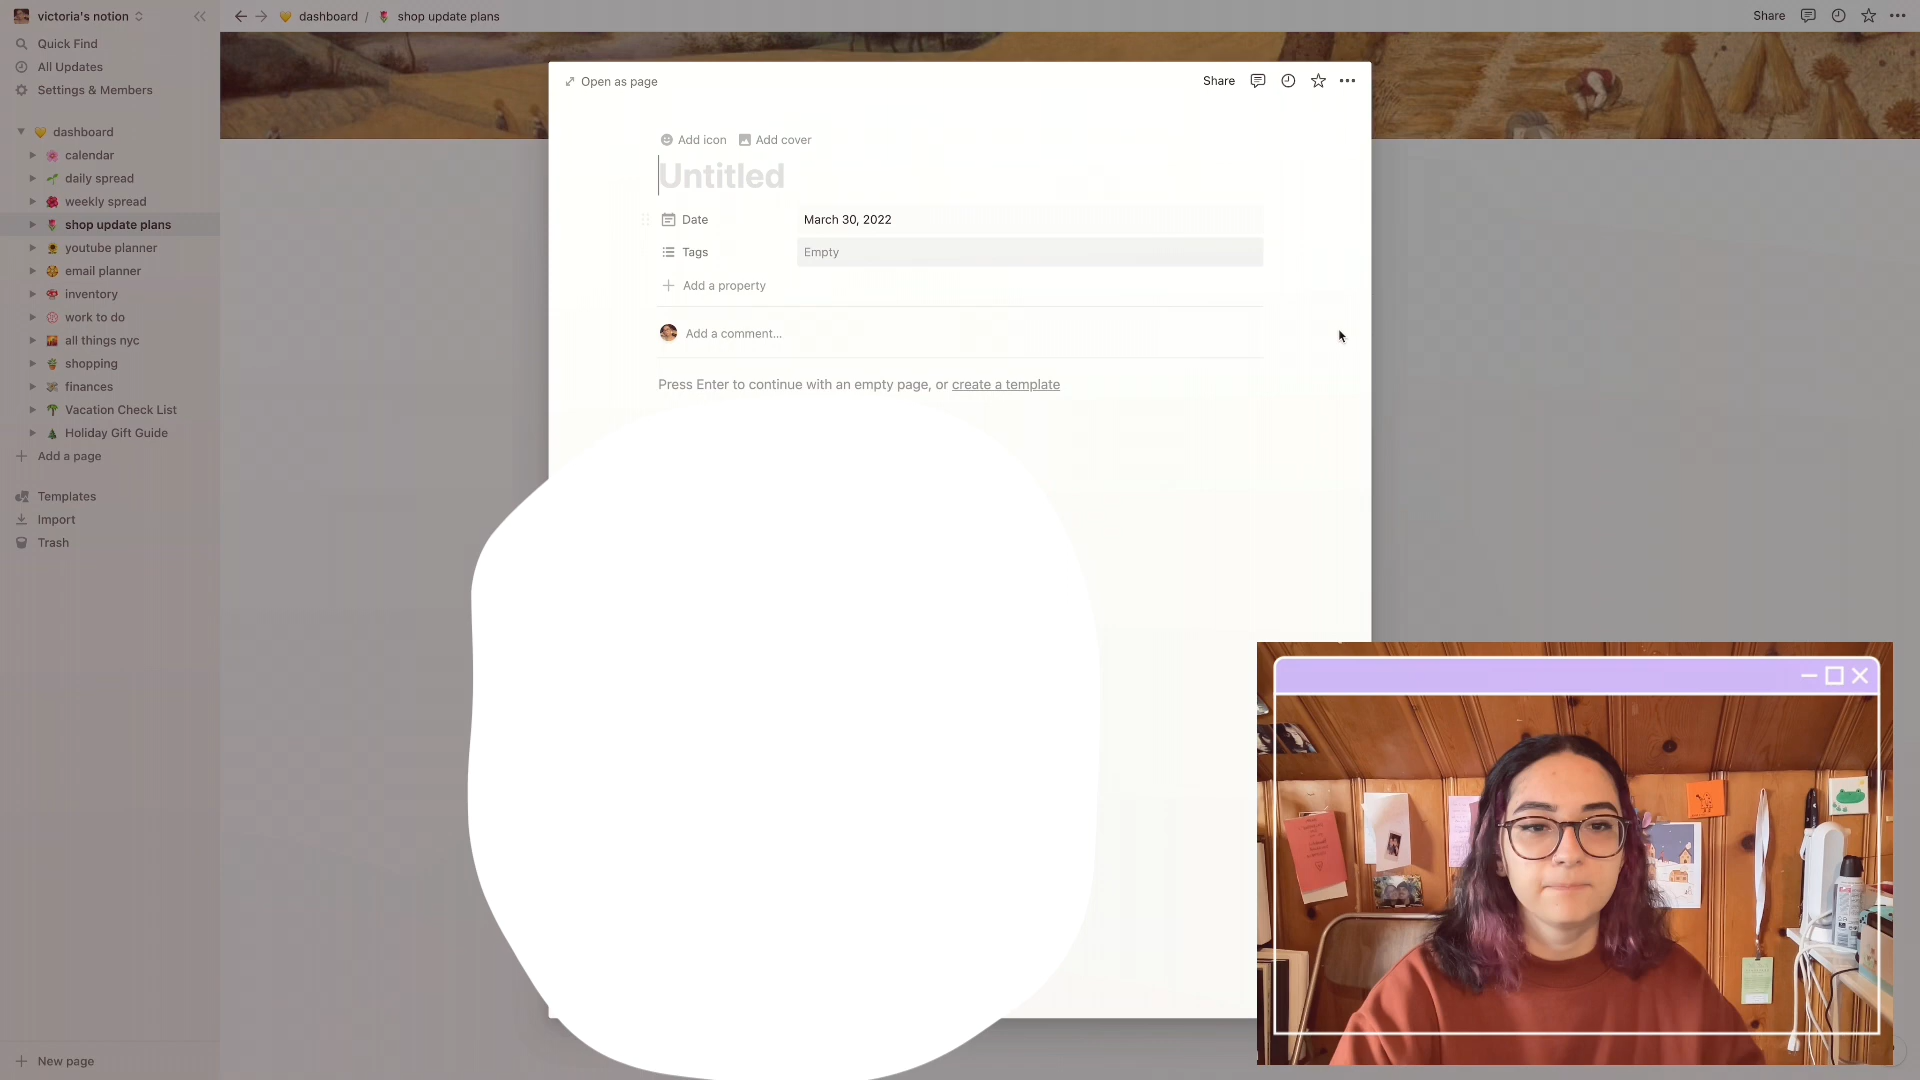 victoria's notion
Quick Find
All Updates
Settings & Members
dashboard
calendar
daily spread
weekly spread
shop update plans
youtube planner
email planner
inventory
work to do
all things nyc
shopping
finances
Vacation Check List
Holiday Gift Guide
Add a page
Templates
Import
Trash
New page
dashboard / shop update plans
Share
Open as page
Share
Add icon Add cover
Untitled
Date March 30, 2022
Tags Empty
Add a property
Add a comment...
Press Enter to continue with an empty page, or create a template